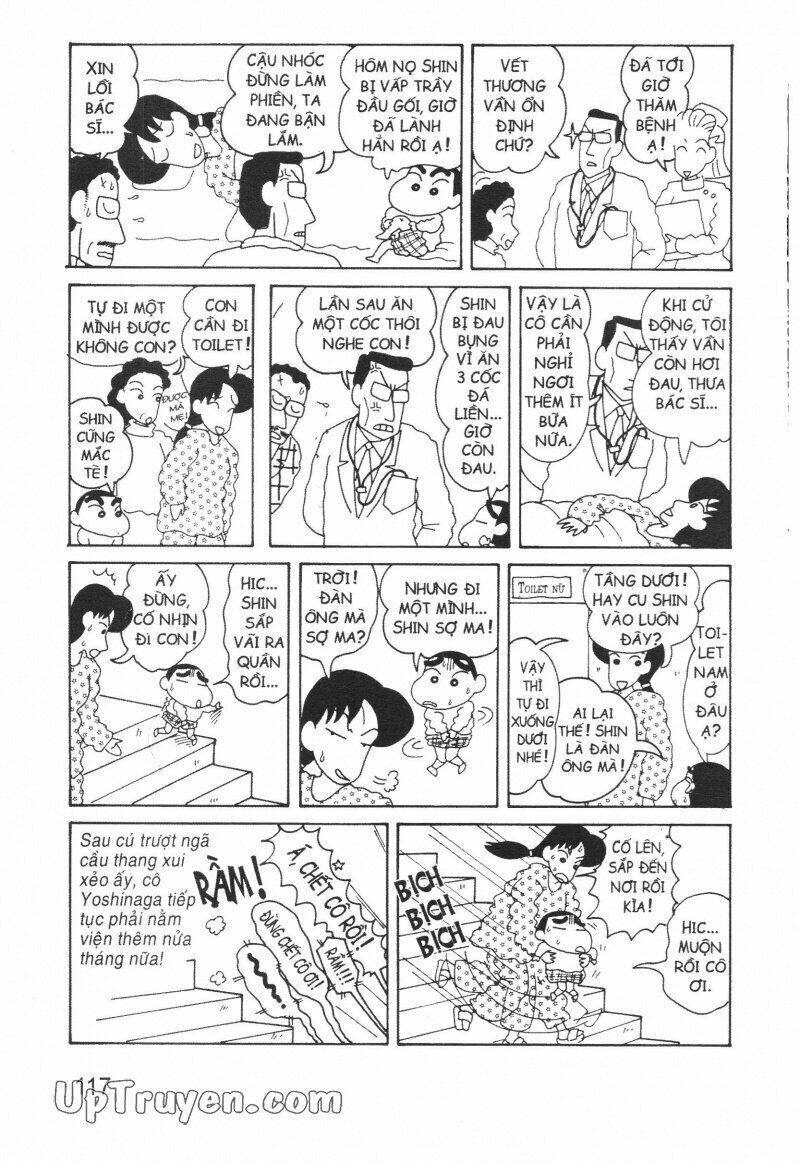 ĐÃ TỚI
GIỜ
THĂM
BỆNH
Ạ!
VẾT
THƯƠNG
VẪN ỔN
ĐỊNH
CHỨ?
HÔM NỌ SHIN
BỊ VẤP TRẦY
ĐẦU GỐI, GIỜ
ĐÃ LÀNH
HẲN RỒI Ạ!
CẬU NHÓC
ĐỪNG LÀM
PHIỀN, TA
ĐANG BẬN
LẮM.
XIN
LỖI
BÁC
SĨ...
KHI CỬ
ĐỘNG, TÔI
THẤY VẪN
CÒN HƠI
ĐAU, THƯA
BÁC SĨ...
VẬY LÀ
CÔ CẦN
PHẢI
NGHỈ
NGƠI
THÊM ÍT
BỮA
NỮA.
SHIN
BỊ ĐAU
BỤNG
VÌ ĂN
3 CỐC
ĐÁ
LIỀN...
GIỜ
CÒN
ĐAU.
LẦN SAU ĂN
MỘT CỐC THÔI
NGHE CON!
CON
CẦN ĐI
TOILET!
TỰ ĐI MỘT
MÌNH ĐƯỢC
KHÔNG CON?
ĐƯỢC
MÀ
MẸ!
SHIN
CŨNG
MẮC
TÈ!
TOI-
LET
NAM
Ở
ĐÂU
Ạ?
TẦNG DƯỚI!
HAY CU SHIN
VÀO LUÔN
ĐÂY?
TOILET NỮ
AI LẠI
THẾ! SHIN
LÀ ĐÀN
ÔNG MÀ!
VẬY
THÌ
TỰ ĐI
XUỐNG
DƯỚI
NHÉ!
NHƯNG ĐI
MỘT MÌNH...
SHIN SỢ MA!
TRỜI!
ĐÀN
ÔNG MÀ
SỢ MA?
HIC...
SHIN
SẮP
VÃI RA
QUẦN
RỒI...
ẤY
ĐỪNG,
CỐ NHỊN
ĐI CON!
CỐ LÊN,
SẮP ĐẾN
NƠI RỒI
KÌA!
HIC...
MUỘN
RỒI CÔ
ƠI.
BỊCH
BỊCH
BỊCH
Á, CHẾT CÔ RỒI!
RẦM!!!
ĐỪNG CHẾT CÔ ƠI!
RẦM!
Sau cú trượt ngã
cầu thang xui
xẻo ấy, cô
Yoshinaga tiếp
tục phải nằm
viện thêm nửa
tháng nữa!
117
UpTruyen.com